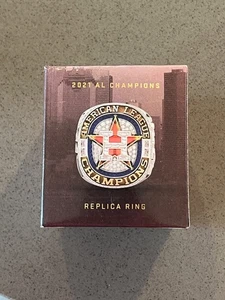 2021 AL CHAMPIONS
AMERICAN LEAGUE
H
CHAMPIONS
REPLICA RING